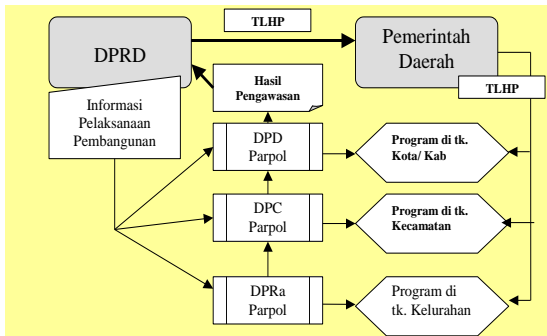 TLHP
DPRD
Pemerintah
Daerah
TLHP
Informasi
Pelaksanaan
Pembangunan
Hasil
Pengawasan
DPD
Parpol
Program di tk.
Kota/ Kab
DPC
Parpol
Program di tk.
Kecamatan
DPRa
Parpol
Program di
tk. Kelurahan